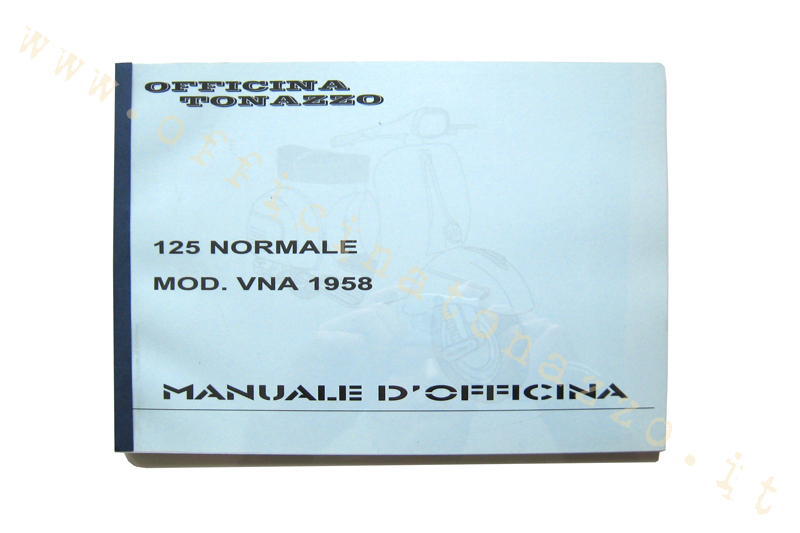 OFFICINA
TONAZZO
125 NORMALE
MOD. VNA 1958
MANUALE D'OFFICINA
www.officinatonazzo.it